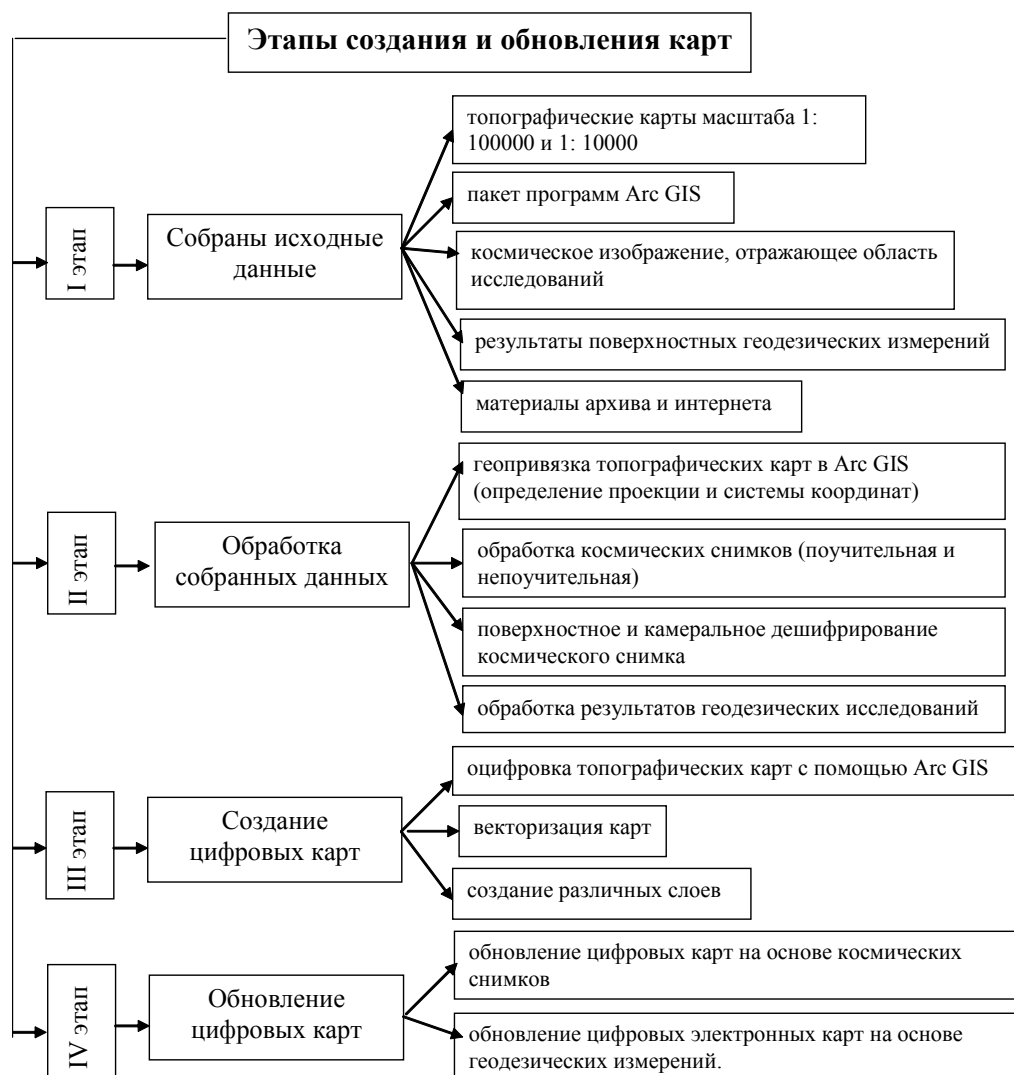 Этапы создания и обновления карт
I этап
Собраны исходные
данные
топографические карты масштаба 1:
100000 и 1: 10000
пакет программ Arc GIS
космическое изображение, отражающее область
исследований
результаты поверхностных геодезических измерений
материалы архива и интернета
II этап
Обработка
собранных данных
геопривязка топографических карт в Arc GIS
(определение проекции и системы координат)
обработка космических снимков (поучительная и
непоучительная)
поверхностное и камеральное дешифрирование
космического снимка
обработка результатов геодезических исследований
III этап
Создание
цифровых карт
оцифровка топографических карт с помощью Arc GIS
векторизация карт
создание различных слоев
IV этап
Обновление
цифровых карт
обновление цифровых карт на основе космических
снимков
обновление цифровых электронных карт на основе
геодезических измерений.